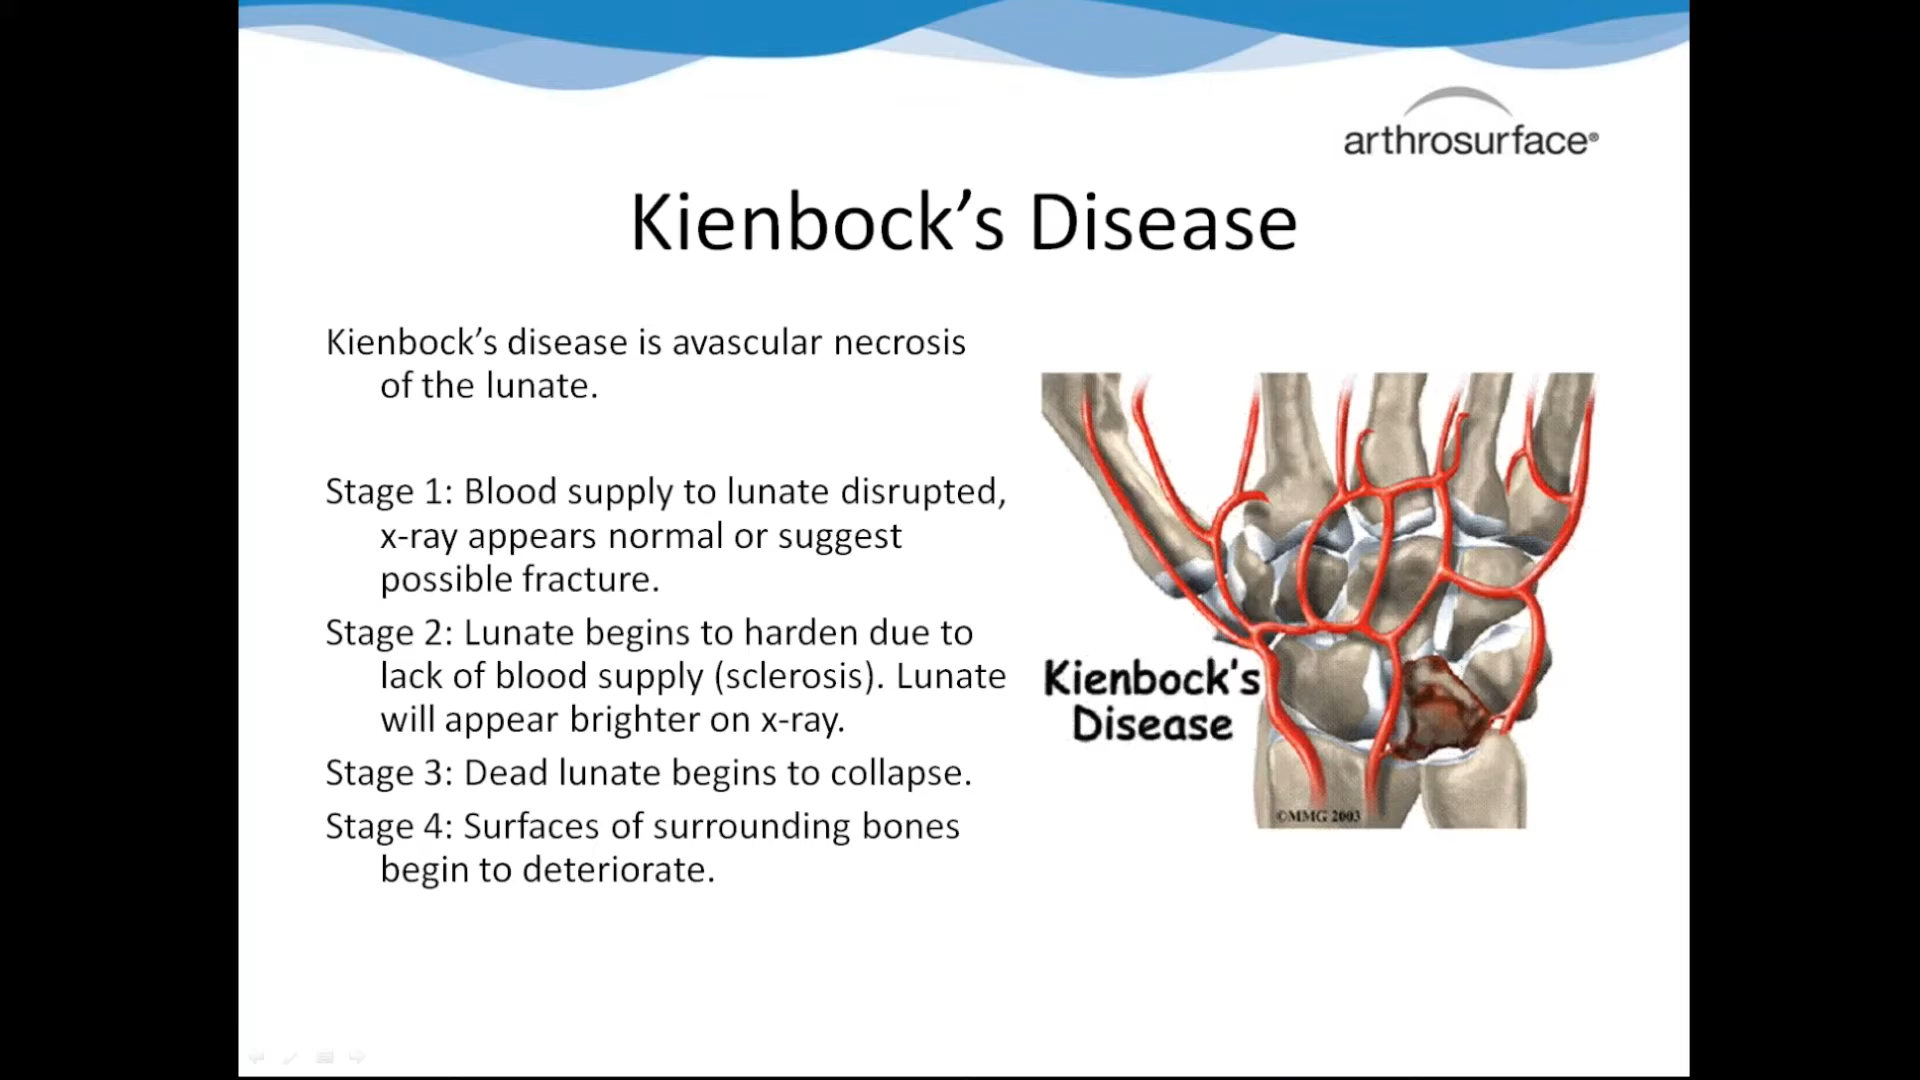 arthrosurface®
Kienbock’s Disease
Kienbock’s disease is avascular necrosis
of the lunate.
Stage 1: Blood supply to lunate disrupted,
x-ray appears normal or suggest
possible fracture.
Stage 2: Lunate begins to harden due to
lack of blood supply (sclerosis). Lunate
will appear brighter on x-ray.
Stage 3: Dead lunate begins to collapse.
Stage 4: Surfaces of surrounding bones
begin to deteriorate.
Kienbock's
Disease
©MMG 2003